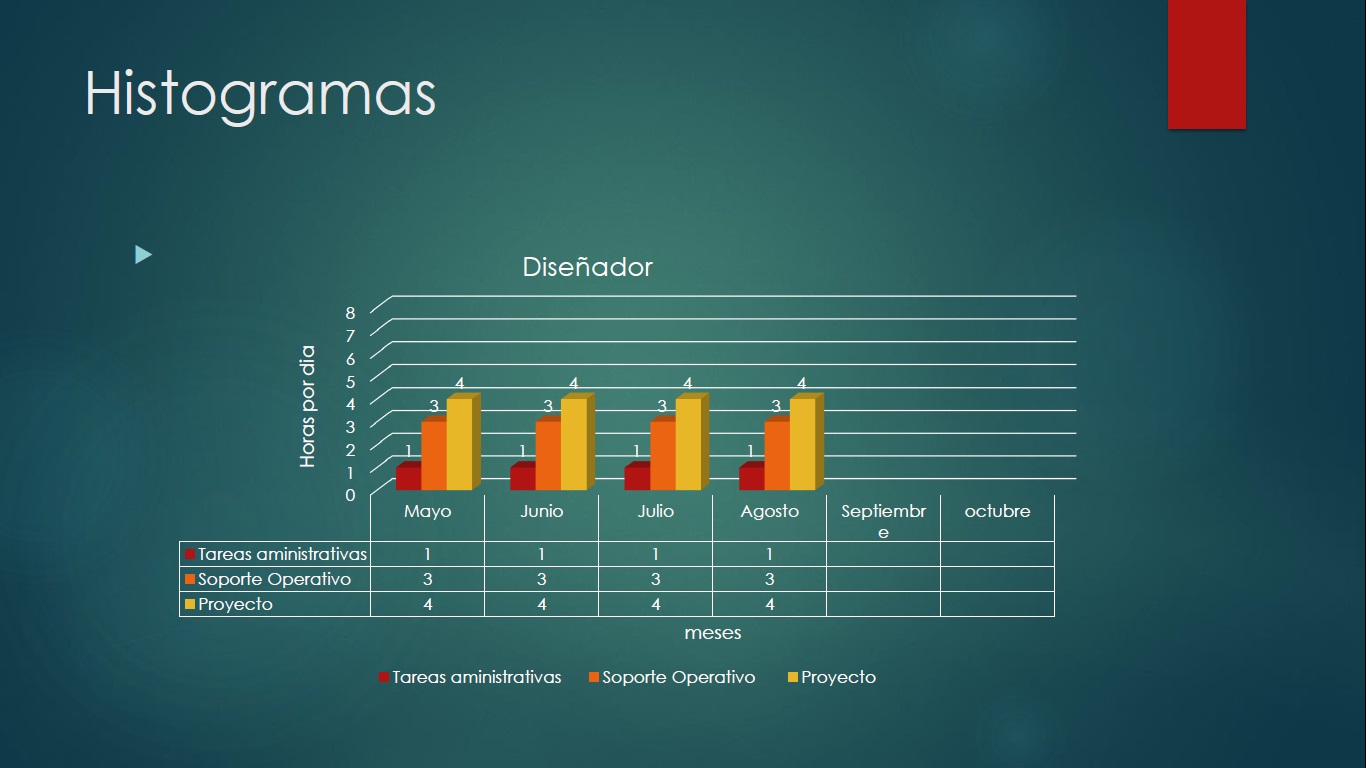 Histogramas
Diseñador
Horas por dia
8
7
6
5
4
3
2
1
0
1 3 4 1 3 4 1 3 4 1 3 4
Mayo Junio Julio Agosto Septiembr octubre
e
Tareas aministrativas 1 1 1 1
Soporte Operativo 3 3 3 3
Proyecto 4 4 4 4
meses
Tareas aministrativas Soporte Operativo Proyecto